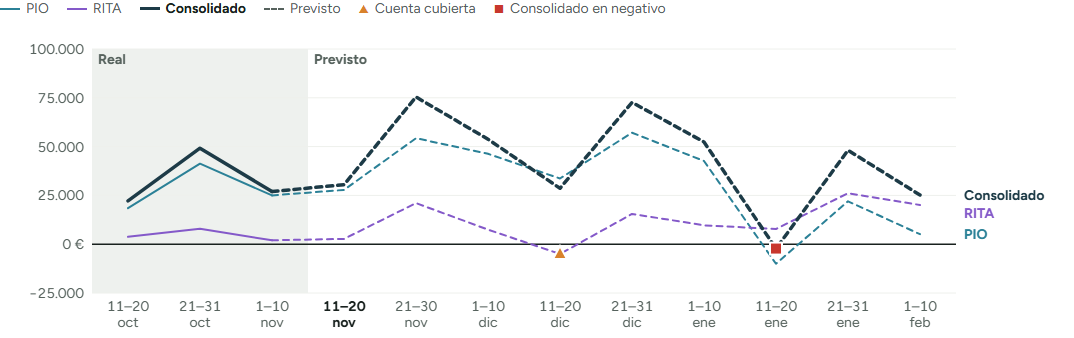 PIO RITA Consolidado Previsto Cuenta cubierta Consolidado en negativo
100.000
Real Previsto
75.000
50.000
25.000
0 €
-25.000
Consolidado
RITA
PIO
11–20 21–31 1–10 11–20 21–30 1–10 11–20 21–31 1–10 11–20 21–31 1–10
oct oct nov nov nov dic dic dic ene ene ene feb